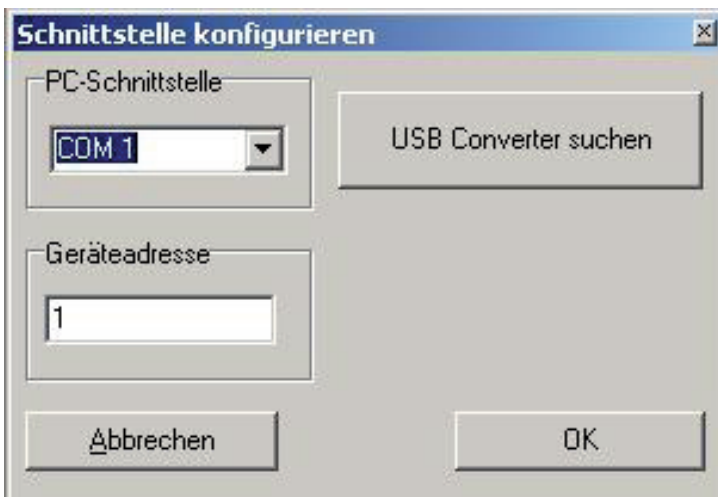 Schnittstelle konfigurieren
PC-Schnittstelle
COM 1
USB Converter suchen
Geräteadresse
1
Abbrechen
OK